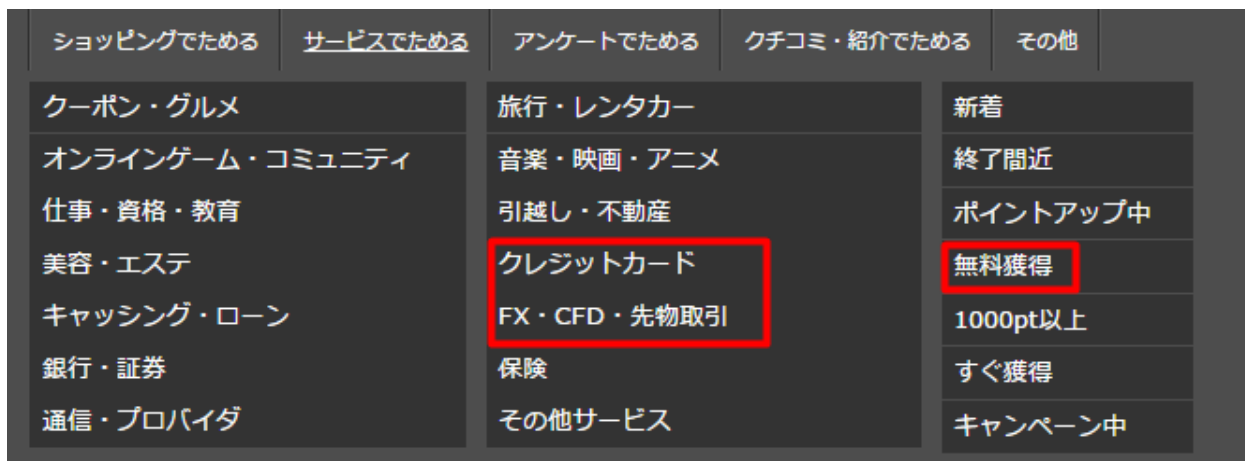 ショッピングでためる サービスでためる アンケートでためる クチコミ・紹介でためる その他
クーポン・グルメ 旅行・レンタカー 新着
オンラインゲーム・コミュニティ 音楽・映画・アニメ 終了間近
仕事・資格・教育 引越し・不動産 ポイントアップ中
美容・エステ クレジットカード 無料獲得
キャッシング・ローン FX・CFD・先物取引 1000pt以上
銀行・証券 保険 すぐ獲得
通信・プロバイダ その他サービス キャンペーン中